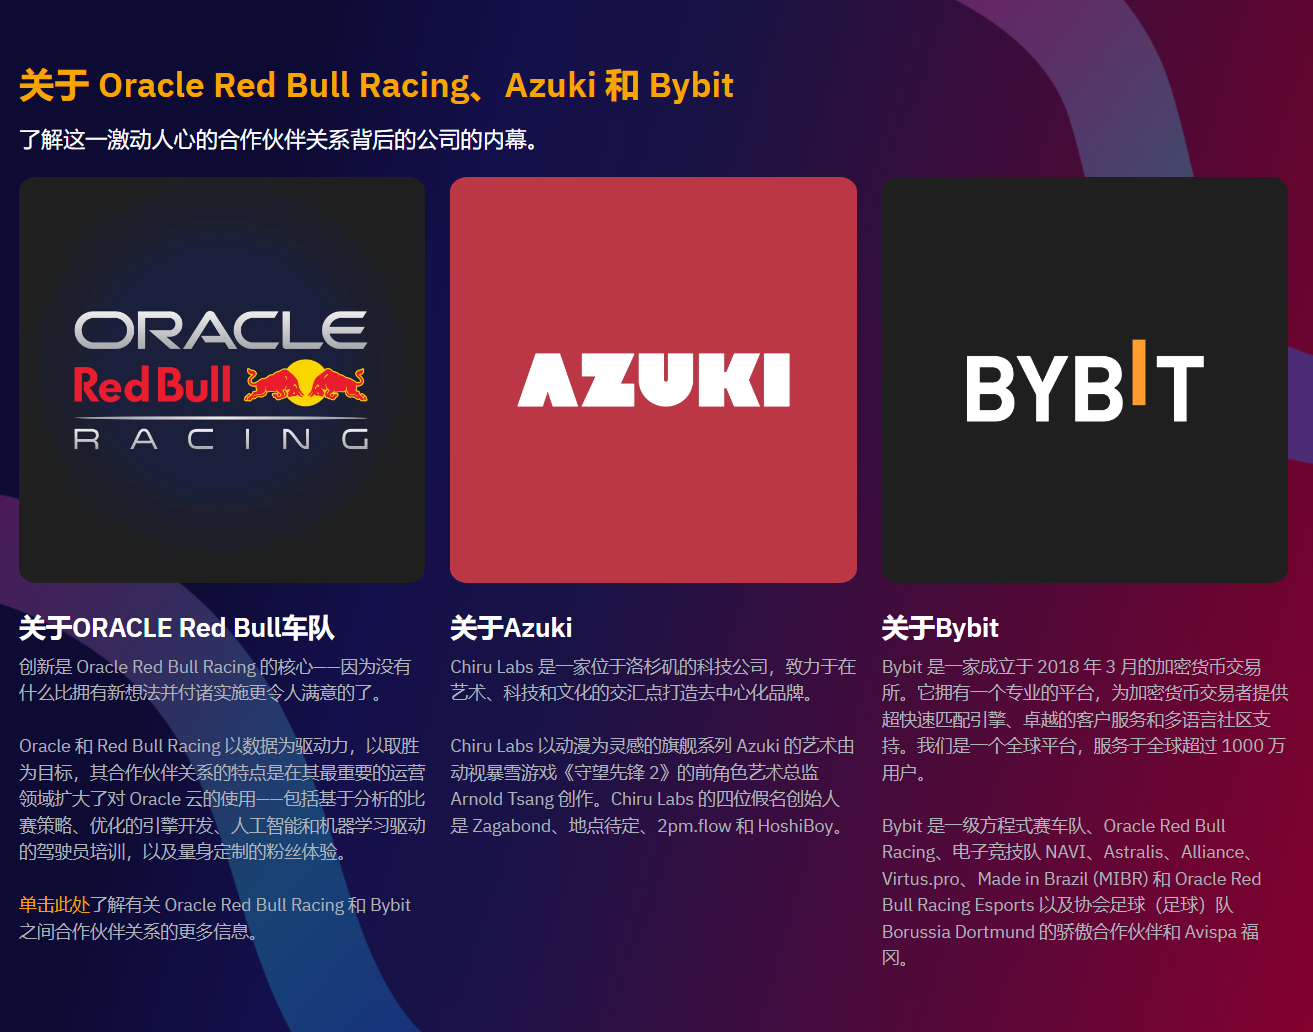 关于 Oracle Red Bull Racing、Azuki 和 Bybit
了解这一激动人心的合作伙伴关系背后的公司的内幕。
ORACLE
Red Bull
RACING
AZUKI
BYBIT
关于ORACLE Red Bull车队
创新是 Oracle Red Bull Racing 的核心——因为没有
什么比拥有新想法并付诸实施更令人满意的了。
Oracle 和 Red Bull Racing 以数据为驱动力，以取胜
为目标，其合作伙伴关系的特点是在其最重要的运营
领域扩大了对 Oracle 云的使用——包括基于分析的比
赛策略、优化的引擎开发、人工智能和机器学习驱动
的驾驶员培训，以及量身定制的粉丝体验。
单击此处了解有关 Oracle Red Bull Racing 和 Bybit
之间合作伙伴关系的更多信息。
关于Azuki
Chiru Labs 是一家位于洛杉矶的科技公司，致力于在
艺术、科技和文化的交汇点打造去中心化品牌。
Chiru Labs 以动漫为灵感的旗舰系列 Azuki 的艺术由
动视暴雪游戏《守望先锋 2》的前角色艺术总监
Arnold Tsang 创作。Chiru Labs 的四位假名创始人
是 Zagabond、地点待定、2pm.flow 和 HoshiBoy。
关于Bybit
Bybit 是一家成立于 2018 年 3 月的加密货币交易
所。它拥有一个专业的平台，为加密货币交易者提供
超快速匹配引擎、卓越的客户服务和多语言社区支
持。我们是一个全球平台，服务于全球超过 1000 万
用户。
Bybit 是一级方程式赛车队、Oracle Red Bull
Racing、电子竞技队 NAVI、Astralis、Alliance、
Virtus.pro、Made in Brazil (MIBR) 和 Oracle Red
Bull Racing Esports 以及协会足球（足球）队
Borussia Dortmund 的骄傲合作伙伴和 Avispa 福
冈。